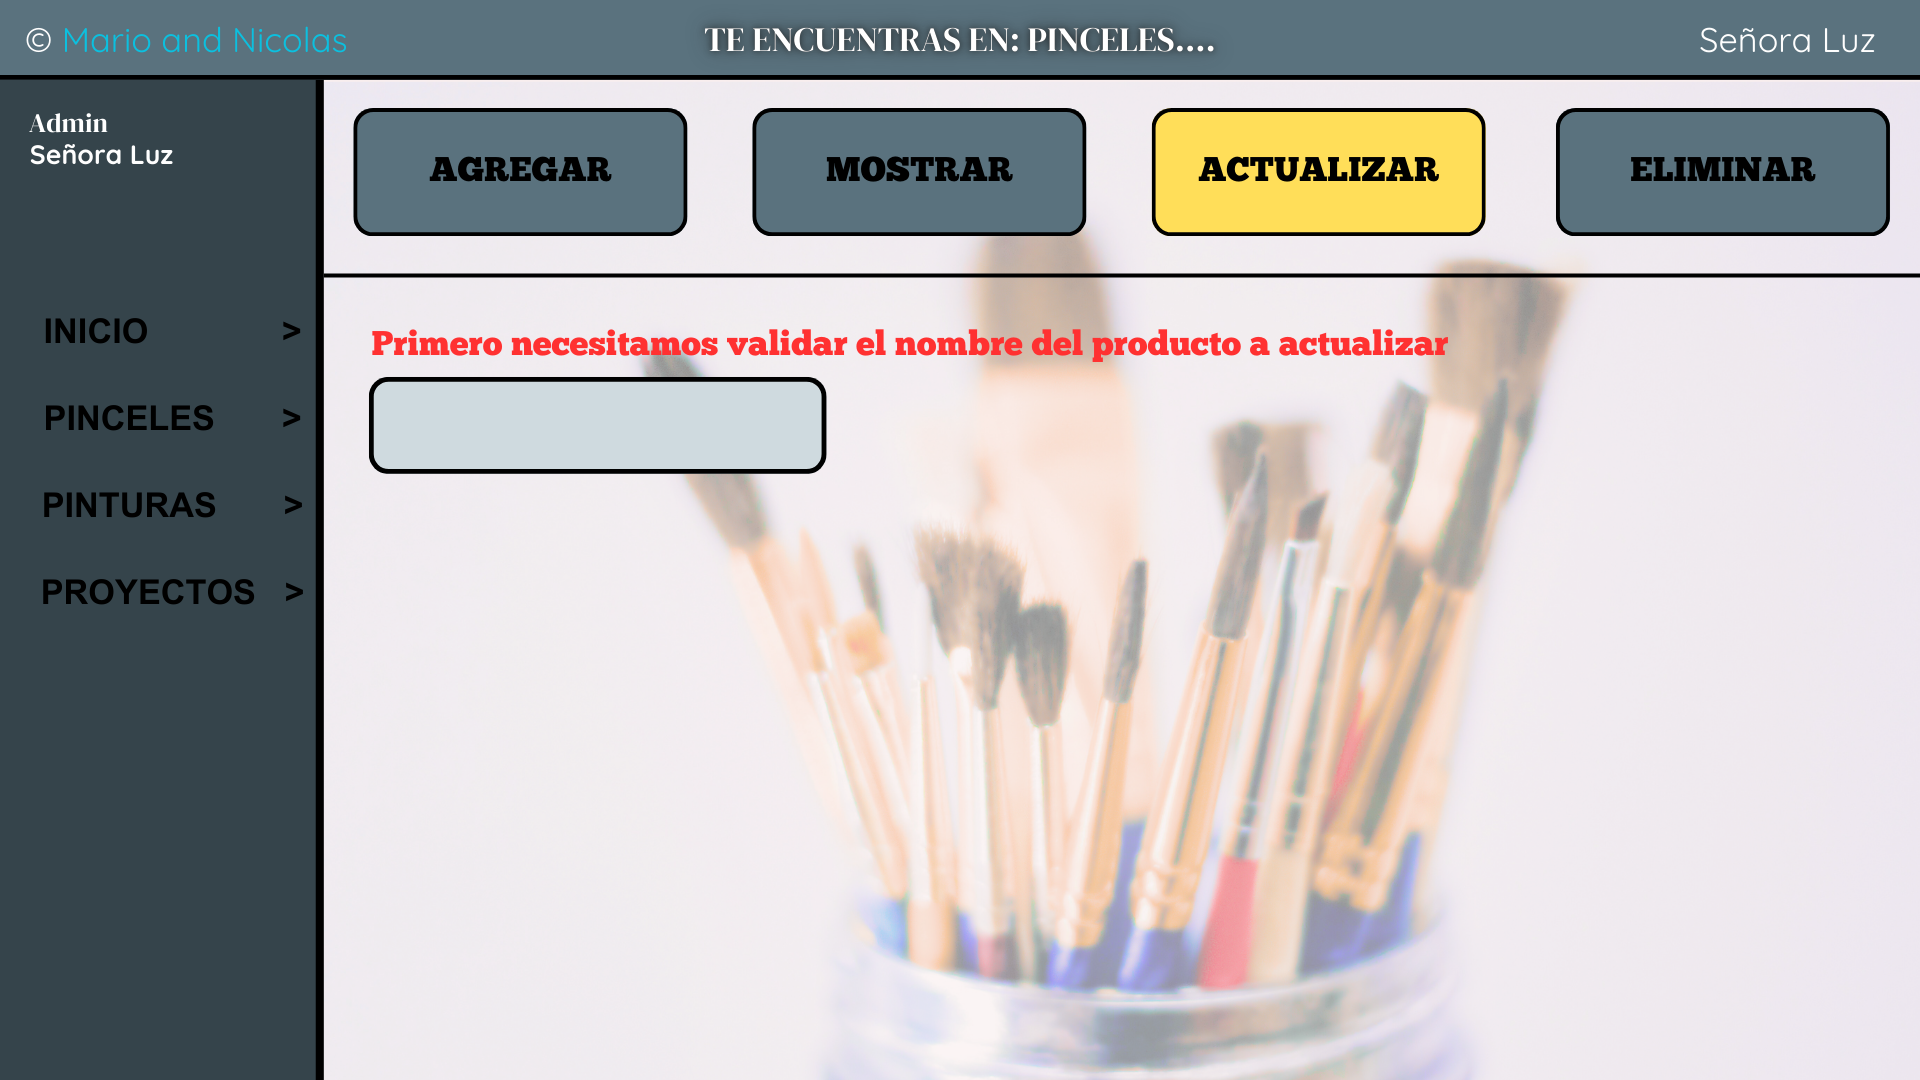 © Mario and Nicolas
TE ENCUENTRAS EN: PINCELES....
Señora Luz
Admin
Señora Luz
AGREGAR
MOSTRAR
ACTUALIZAR
ELIMINAR
INICIO >
PINCELES >
PINTURAS >
PROYECTOS >
Primero necesitamos validar el nombre del producto a actualizar